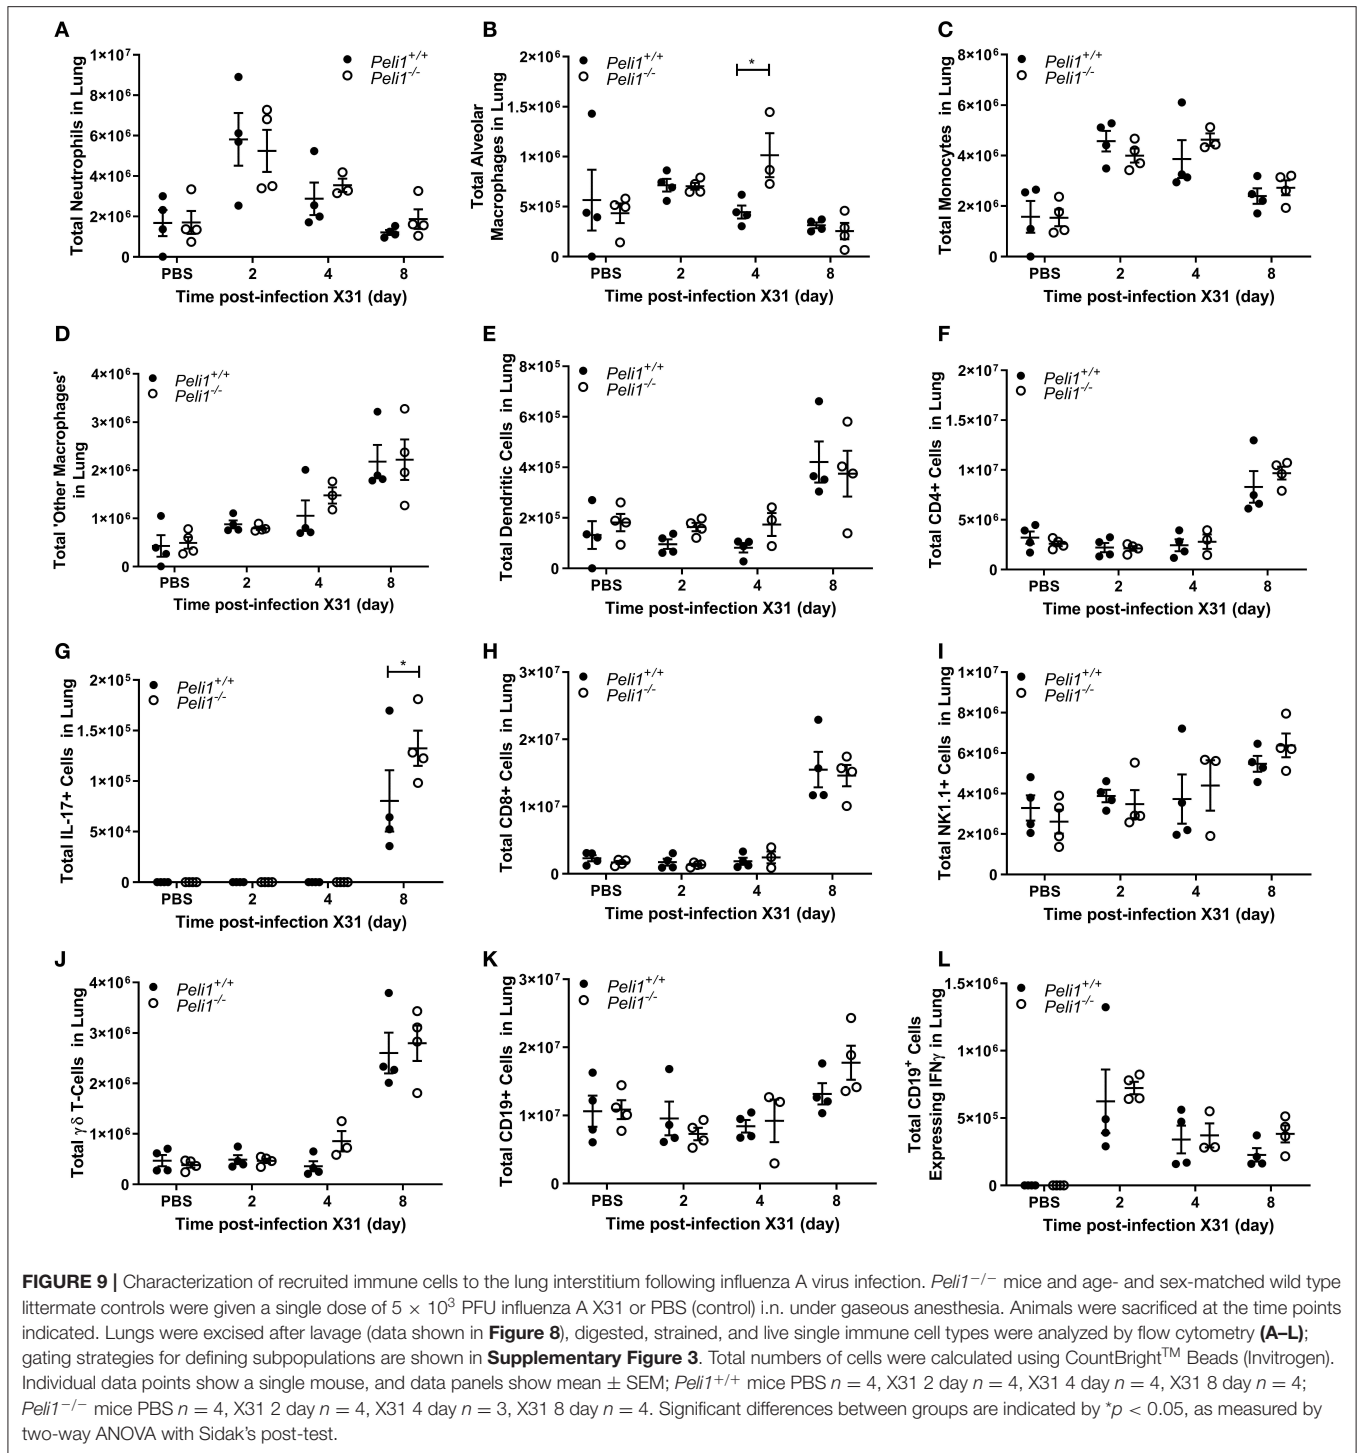 A
Total Neutrophils in Lung
1×10⁷
8×10⁶
6×10⁶
4×10⁶
2×10⁶
0
Peli1+/+
Peli1-/-
PBS 2 4 8
Time post-infection X31 (day)
B
Total Alveolar
Macrophages in Lung
2×10⁶
1.5×10⁶
1×10⁶
5×10⁵
0
Peli1+/+
Peli1-/-
*
PBS 2 4 8
Time post-infection X31 (day)
C
Total Monocytes in Lung
8×10⁶
6×10⁶
4×10⁶
2×10⁶
0
Peli1+/+
Peli1-/-
PBS 2 4 8
Time post-infection X31 (day)
D
Total 'Other Macrophages'
in Lung
4×10⁶
3×10⁶
2×10⁶
1×10⁶
0
Peli1+/+
Peli1-/-
PBS 2 4 8
Time post-infection X31 (day)
E
Total Dendritic Cells in Lung
8×10⁵
6×10⁵
4×10⁵
2×10⁵
0
Peli1+/+
Peli1-/-
PBS 2 4 8
Time post-infection X31 (day)
F
Total CD4+ Cells in Lung
2×10⁷
1.5×10⁷
1×10⁷
5×10⁶
0
Peli1+/+
Peli1-/-
PBS 2 4 8
Time post-infection X31 (day)
G
Total IL-17+ Cells in Lung
2×10⁵
1.5×10⁵
1×10⁵
5×10⁴
0
Peli1+/+
Peli1-/-
*
PBS 2 4 8
Time post-infection X31 (day)
H
Total CD8+ Cells in Lung
3×10⁷
2×10⁷
1×10⁷
0
Peli1+/+
Peli1-/-
PBS 2 4 8
Time post-infection X31 (day)
I
Total NK1.1+ Cells in Lung
1×10⁷
8×10⁶
6×10⁶
4×10⁶
2×10⁶
0
Peli1+/+
Peli1-/-
PBS 2 4 8
Time post-infection X31 (day)
J
Total γδ T-Cells in Lung
4×10⁶
3×10⁶
2×10⁶
1×10⁶
0
Peli1+/+
Peli1-/-
PBS 2 4 8
Time post-infection X31 (day)
K
Total CD19+ Cells in Lung
3×10⁷
2×10⁷
1×10⁷
0
Peli1+/+
Peli1-/-
PBS 2 4 8
Time post-infection X31 (day)
L
Total CD19+ Cells
Expressing IFNγ in Lung
1.5×10⁶
1×10⁶
5×10⁵
0
Peli1+/+
Peli1-/-
PBS 2 4 8
Time post-infection X31 (day)
FIGURE 9 | Characterization of recruited immune cells to the lung interstitium following influenza A virus infection. Peli1−/− mice and age- and sex-matched wild type
littermate controls were given a single dose of 5 × 10³ PFU influenza A X31 or PBS (control) i.n. under gaseous anesthesia. Animals were sacrificed at the time points
indicated. Lungs were excised after lavage (data shown in Figure 8), digested, strained, and live single immune cell types were analyzed by flow cytometry (A–L);
gating strategies for defining subpopulations are shown in Supplementary Figure 3. Total numbers of cells were calculated using CountBright™ Beads (Invitrogen).
Individual data points show a single mouse, and data panels show mean ± SEM; Peli1+/+ mice PBS n = 4, X31 2 day n = 4, X31 4 day n = 4, X31 8 day n = 4;
Peli1−/− mice PBS n = 4, X31 2 day n = 4, X31 4 day n = 3, X31 8 day n = 4. Significant differences between groups are indicated by *p < 0.05, as measured by
two-way ANOVA with Sidak's post-test.